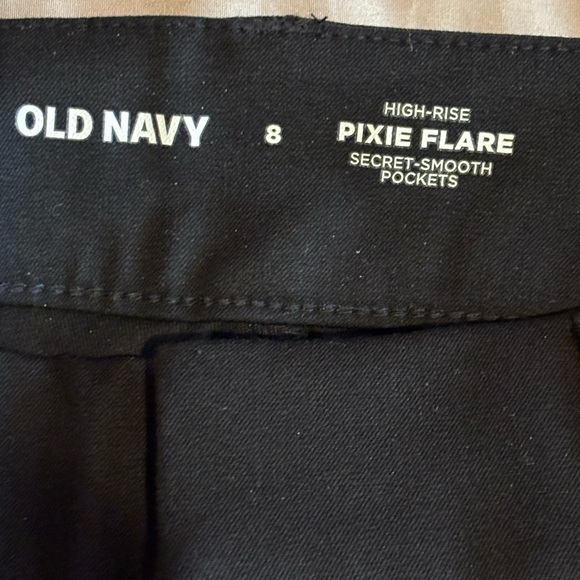 OLD NAVY
8
HIGH-RISE
PIXIE FLARE
SECRET-SMOOTH
POCKETS